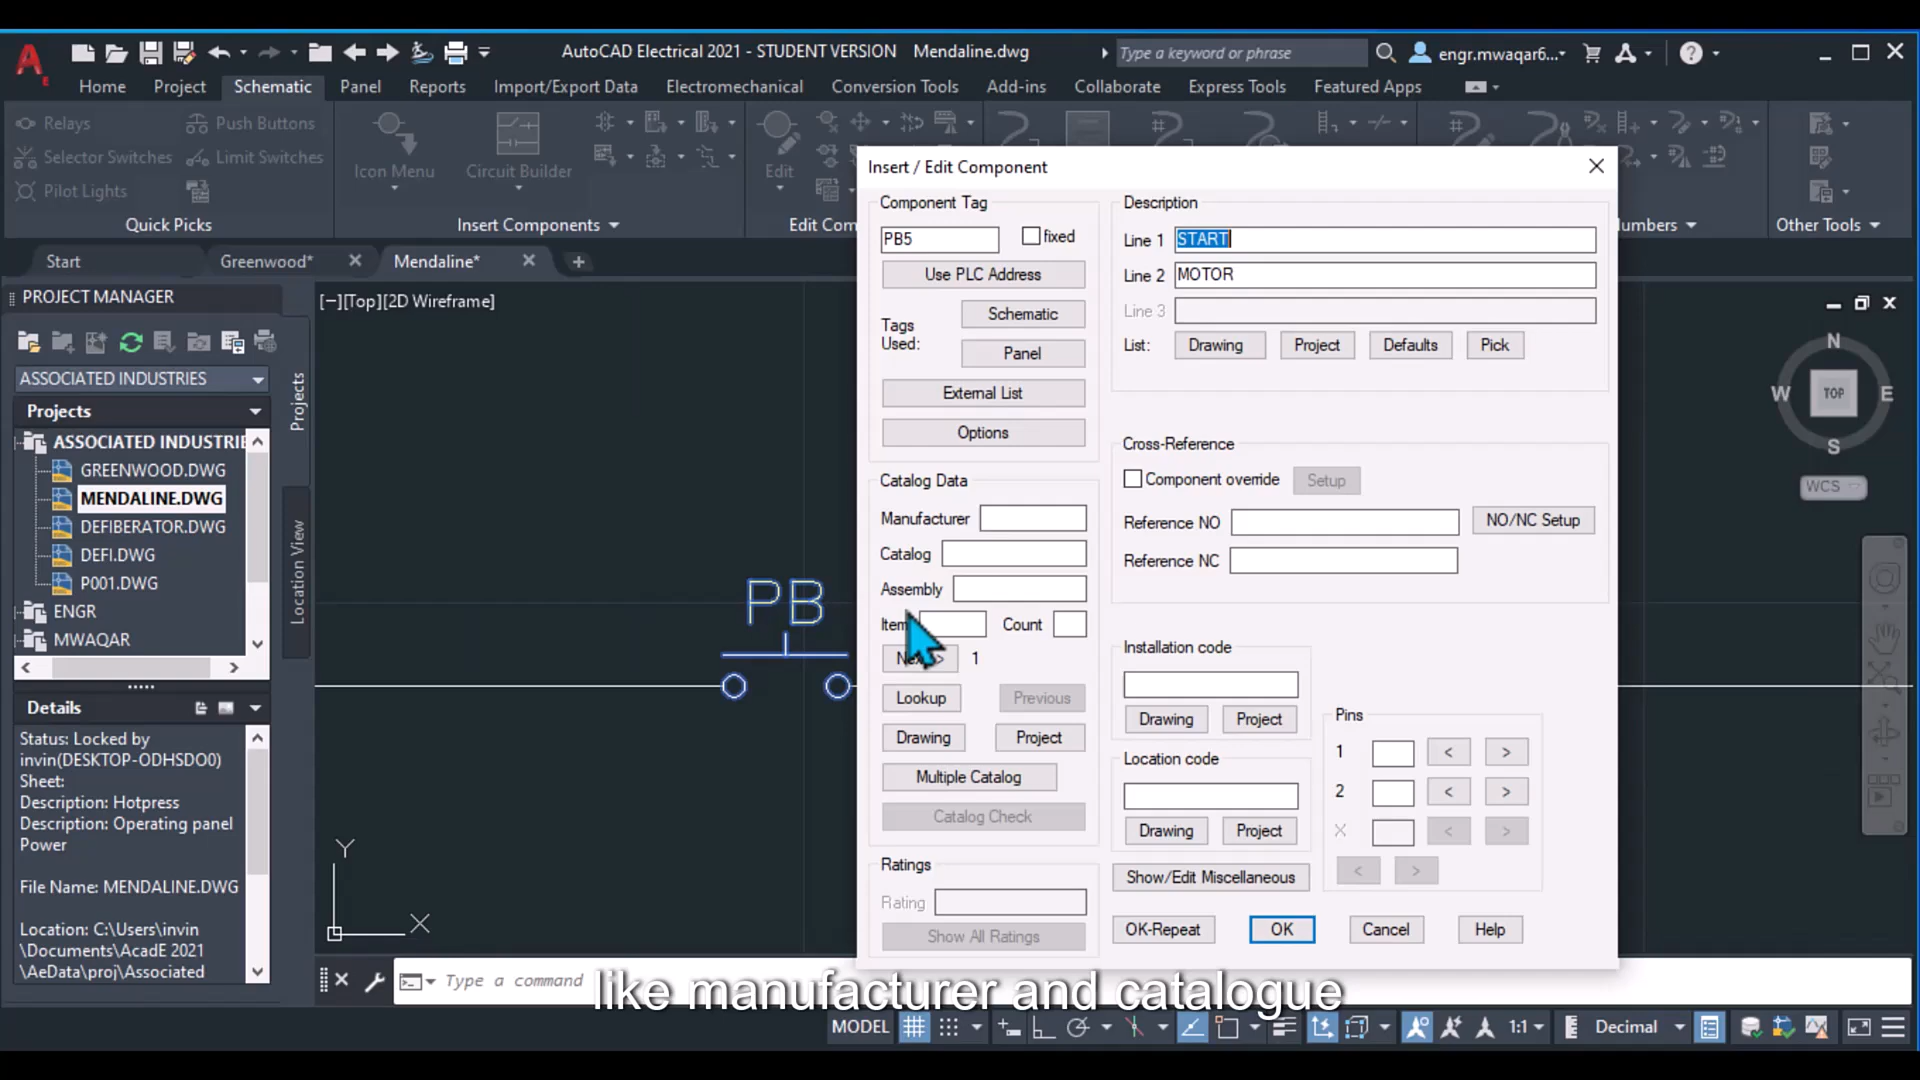 AutoCAD Electrical 2021 - STUDENT VERSION Mendaline.dwg
Type a keyword or phrase
engr.mwaqar6...
Home Project Schematic Panel Reports Import/Export Data Electromechanical Conversion Tools Add-ins Collaborate Express Tools Featured Apps
Relays Push Buttons
Selector Switches Limit Switches
Pilot Lights
Quick Picks
Icon Menu Circuit Builder
Insert Components
Edit
Edit Co
Other Tools
Start Greenwood* Mendaline*
PROJECT MANAGER
ASSOCIATED INDUSTRIES
Projects
ASSOCIATED INDUSTRIE
GREENWOOD.DWG
MENDALINE.DWG
DEFIBERATOR.DWG
DEFI.DWG
P001.DWG
ENGR
MWAQAR
Projects
Location View
Details
Status: Locked by
invin(DESKTOP-ODHSDO0)
Sheet:
Description: Hotpress
Description: Operating panel
Power
File Name: MENDALINE.DWG
Location: C:\Users\invin
\Documents\AcadE 2021
\AeData\proj\Associated
[−][Top][2D Wireframe]
PB
Y
X
N
W TOP E
S
WCS
Insert / Edit Component
Component Tag
PB5 fixed
Use PLC Address
Tags
Used:
Schematic
Panel
External List
Options
Catalog Data
Manufacturer
Catalog
Assembly
Item Count
1
Lookup Previous
Drawing Project
Multiple Catalog
Catalog Check
Ratings
Rating
Show All Ratings
Description
Line 1 START
Line 2 MOTOR
Line 3
List: Drawing Project Defaults Pick
Cross-Reference
Component override Setup
Reference NO NO/NC Setup
Reference NC
Installation code
Drawing Project
Location code
Drawing Project
Pins
1 < >
2 < >
X < >
< >
Show/Edit Miscellaneous
OK-Repeat OK Cancel Help
Type a command
like manufacturer and catalogue
MODEL 1:1 Decimal